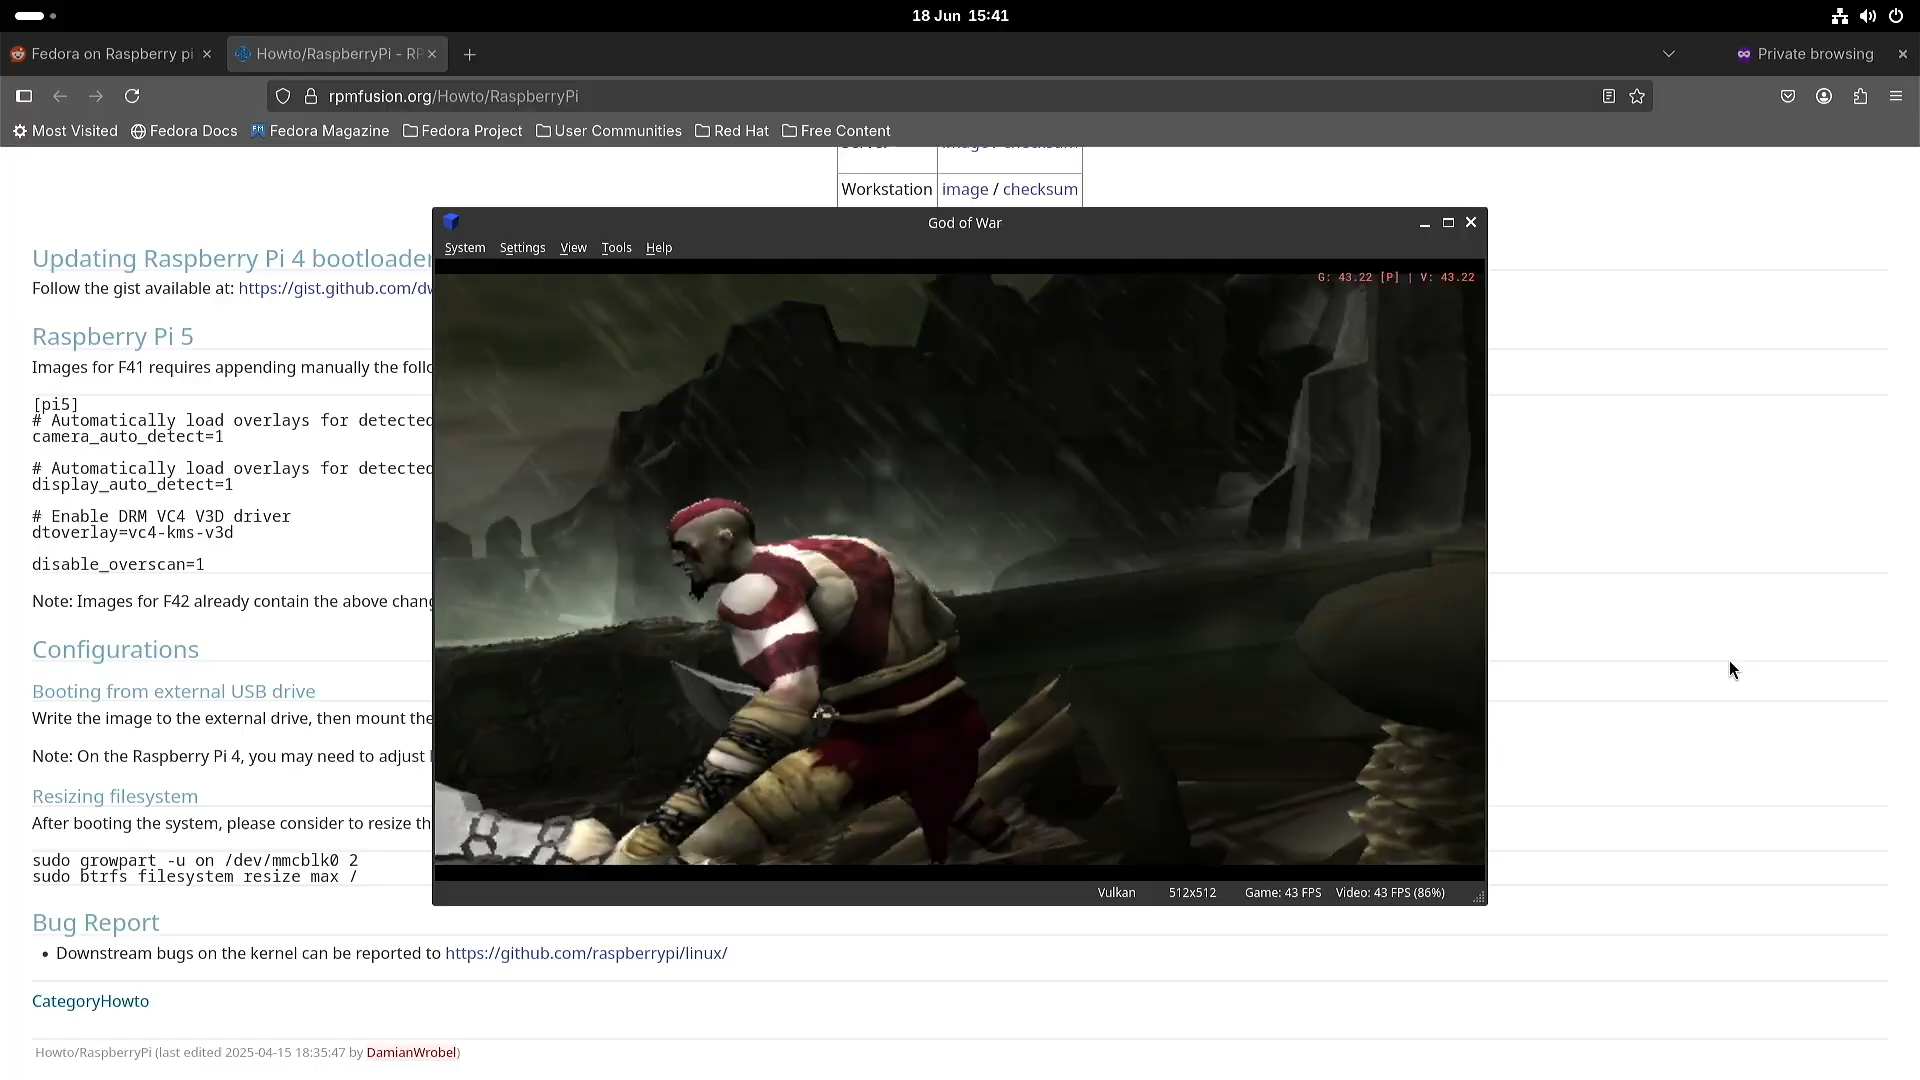 18 Jun 15:41
Fedora on Raspberry pi
Howto/RaspberryPi - RP
Private browsing
rpmfusion.org/Howto/RaspberryPi
Most Visited
Fedora Docs
Fedora Magazine
Fedora Project
User Communities
Red Hat
Free Content
Server image / checksum
Workstation image / checksum
Updating Raspberry Pi 4 bootloader
Follow the gist available at: https://gist.github.com/dw
Raspberry Pi 5
Images for F41 requires appending manually the follo
[pi5]
# Automatically load overlays for detected
camera_auto_detect=1
# Automatically load overlays for detected
display_auto_detect=1
# Enable DRM VC4 V3D driver
dtoverlay=vc4-kms-v3d
disable_overscan=1
Note: Images for F42 already contain the above chang
Configurations
Booting from external USB drive
Write the image to the external drive, then mount the
Note: On the Raspberry Pi 4, you may need to adjust
Resizing filesystem
After booting the system, please consider to resize th
sudo growpart -u on /dev/mmcblk0 2
sudo btrfs filesystem resize max /
Bug Report
Downstream bugs on the kernel can be reported to https://github.com/raspberrypi/linux/
CategoryHowto
Howto/RaspberryPi (last edited 2025-04-15 18:35:47 by DamianWrobel)
God of War
System Settings View Tools Help
G: 43.22 [P] | V: 43.22
Vulkan 512x512 Game: 43 FPS Video: 43 FPS (86%)